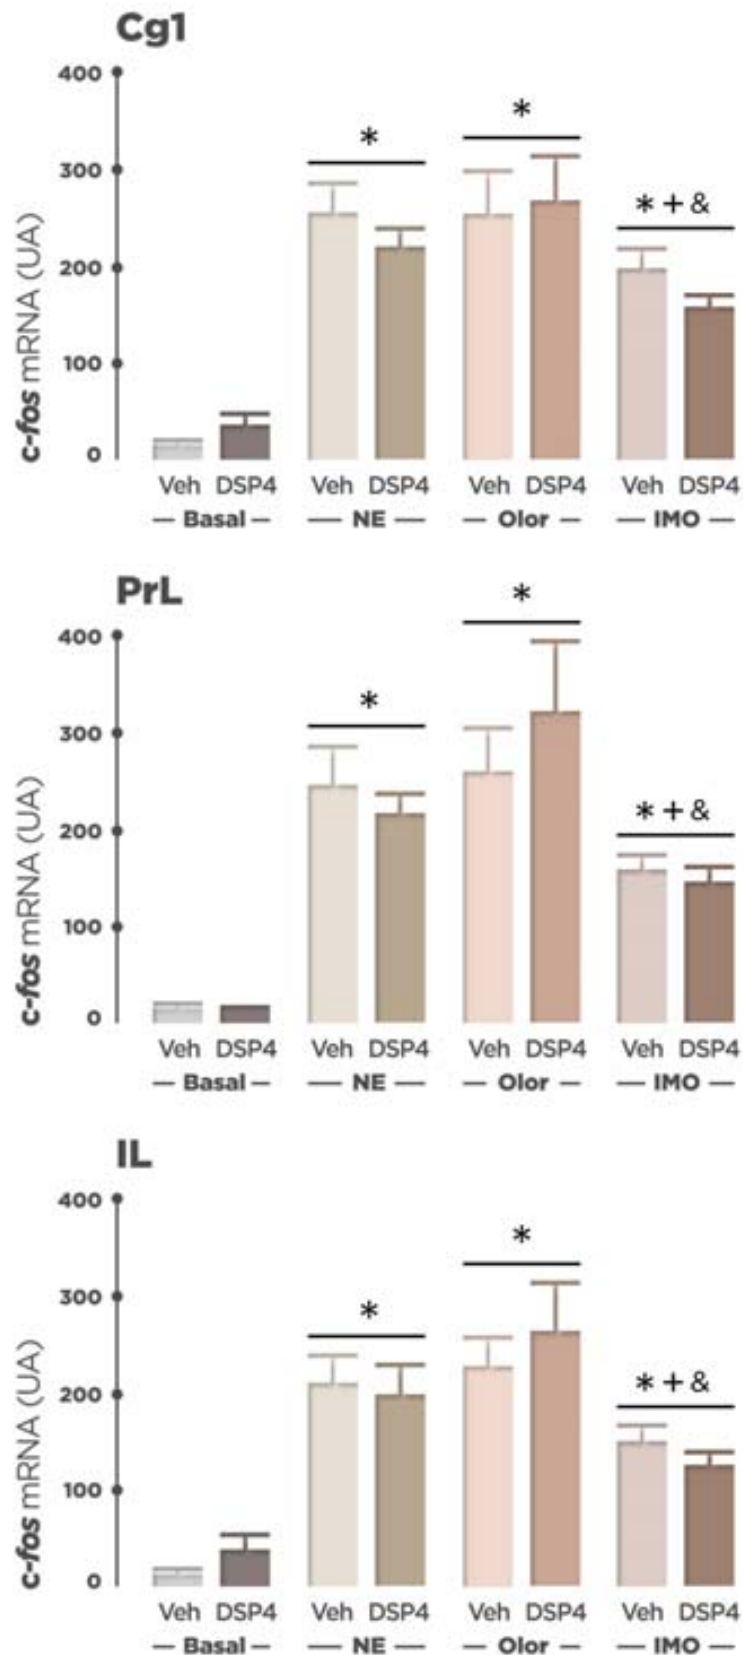 Cg1
400
300
200
100
0
c-fos mRNA (UA)
*
*
* + &
Veh DSP4 Veh DSP4 Veh DSP4 Veh DSP4
— Basal — — NE — — Olor — — IMO —
PrL
400
300
200
100
0
c-fos mRNA (UA)
*
*
* + &
Veh DSP4 Veh DSP4 Veh DSP4 Veh DSP4
— Basal — — NE — — Olor — — IMO —
IL
400
300
200
100
0
c-fos mRNA (UA)
*
*
* + &
Veh DSP4 Veh DSP4 Veh DSP4 Veh DSP4
— Basal — — NE — — Olor — — IMO —